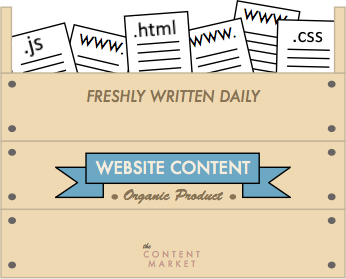 .js
www.
.html
www.
www.
.css
FRESHLY WRITTEN DAILY
WEBSITE CONTENT
• Organic Product •
the
CONTENT
MARKET